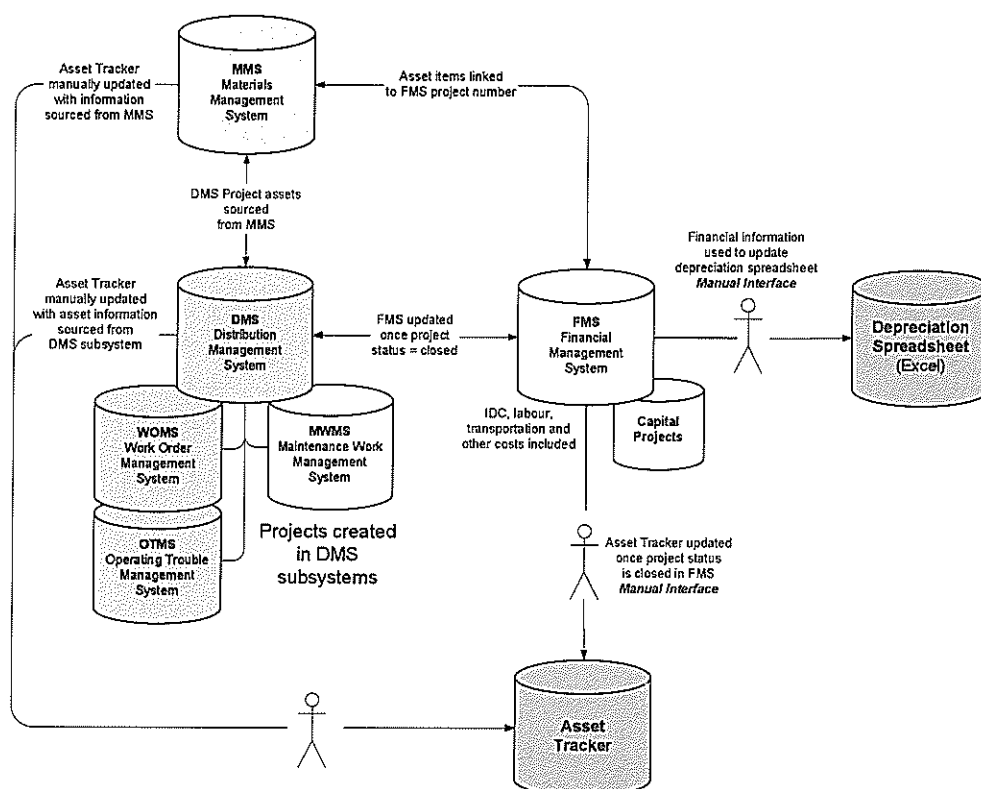 MMS
Materials
Management
System
Asset Tracker
manually updated
with information
sourced from MMS
Asset items linked
to FMS project number
DMS Project assets
sourced
from MMS
Asset Tracker
manually updated
with asset information
sourced from
DMS subsystem
DMS
Distribution
Management
System
FMS updated
once project
status = closed
FMS
Financial
Management
System
Financial information
used to update
depreciation spreadsheet
Manual Interface
Depreciation
Spreadsheet
(Excel)
WOMS
Work Order
Management
System
MWMS
Maintenance Work
Management
System
IDC, labour,
transportation and
other costs included
Capital
Projects
OTMS
Operating Trouble
Management
System
Projects created
in DMS
subsystems
Asset Tracker updated
once project status
is closed in FMS
Manual Interface
Asset
Tracker